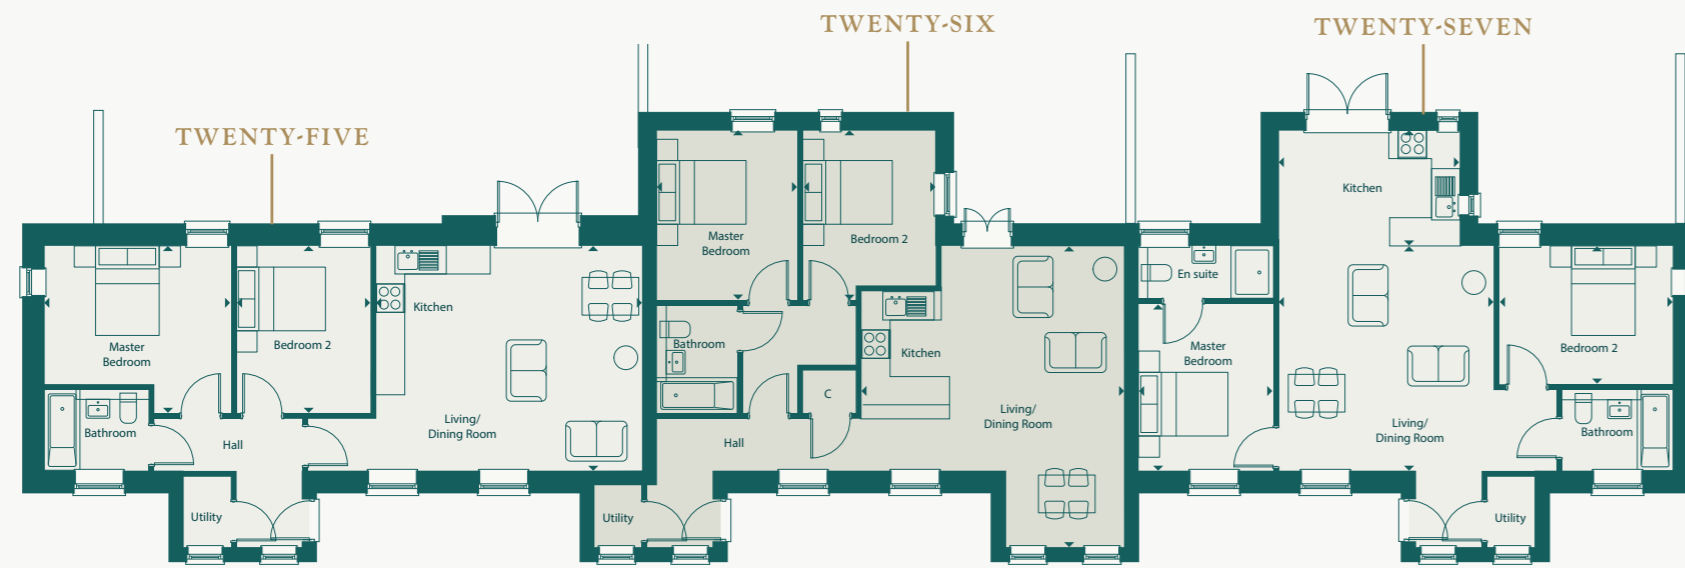 TWENTY-FIVE
Master
Bedroom
Bedroom 2
Kitchen
Living/
Dining Room
Bathroom
Hall
Utility
TWENTY-SIX
Master
Bedroom
Bedroom 2
Bathroom
Kitchen
C
Living/
Dining Room
Hall
Utility
TWENTY-SEVEN
Kitchen
En suite
Master
Bedroom
Bedroom 2
Living/
Dining Room
Bathroom
Utility